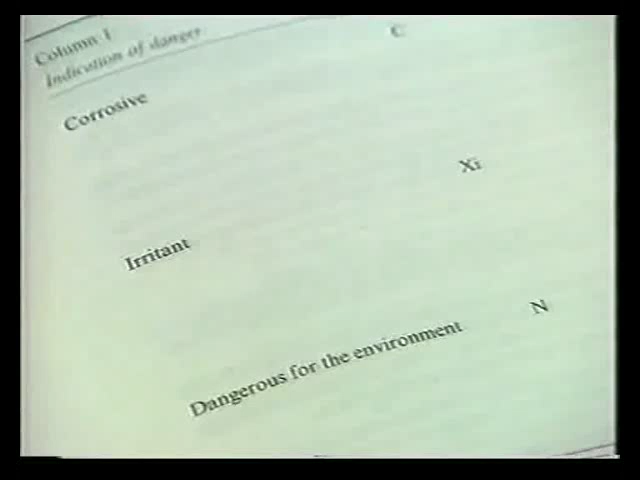 Column 1
Indication of danger
Corrosive C
Irritant Xi
Dangerous for the environment N